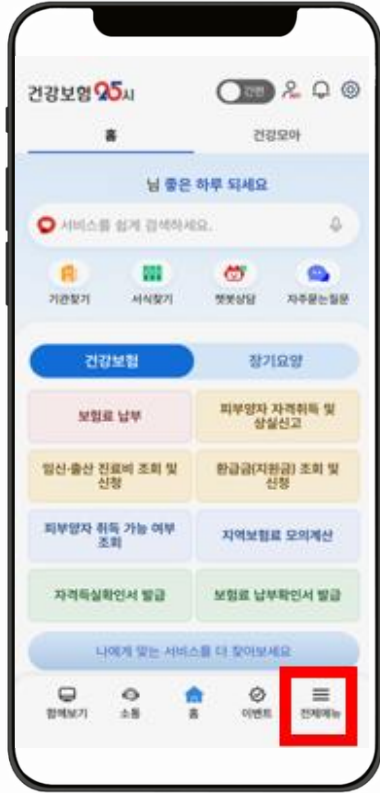 건강보험 25시
간편
홈
건강모아
님 좋은 하루 되세요
서비스를 쉽게 검색하세요.
기관찾기
서식찾기
챗봇상담
자주묻는질문
건강보험
장기요양
보험료 납부
피부양자 자격취득 및
상실신고
임신·출산 진료비 조회 및
신청
환급금(지원금) 조회 및
신청
피부양자 취득 가능 여부
조회
지역보험료 모의계산
자격득실확인서 발급
보험료 납부확인서 발급
나에게 맞는 서비스를 더 찾아보세요
함께보기
소통
홈
이벤트
전체메뉴